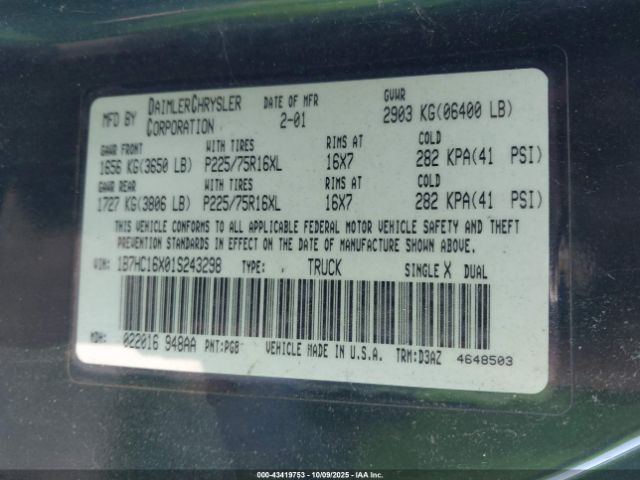 MFD BY DAIMLERCHRYSLER CORPORATION DATE OF MFR 2-01 GVWR 2903 KG(06400 LB)
GAWR FRONT WITH TIRES RIMS AT COLD
1656 KG(3650 LB) P225/75R16XL 16X7 282 KPA(41 PSI)
GAWR REAR WITH TIRES RIMS AT COLD
1727 KG(3806 LB) P225/75R16XL 16X7 282 KPA(41 PSI)
THIS VEHICLE CONFORMS TO ALL APPLICABLE FEDERAL MOTOR VEHICLE SAFETY AND THEFT
PREVENTION STANDARDS IN EFFECT ON THE DATE OF MANUFACTURE SHOWN ABOVE.
VIN: 1B7HC16X01S243298 TYPE: TRUCK SINGLE X DUAL
MDH: 022016 948AA PNT:PGB VEHICLE MADE IN U.S.A. TRM:D3AZ 4648503
000-43419753 - 10/09/2025 - IAA Inc.